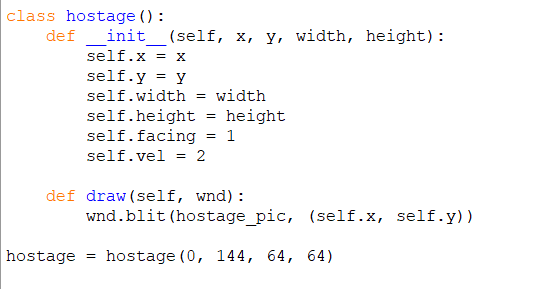 class hostage():
    def __init__(self, x, y, width, height):
        self.x = x
        self.y = y
        self.width = width
        self.height = height
        self.facing = 1
        self.vel = 2

    def draw(self, wnd):
        wnd.blit(hostage_pic, (self.x, self.y))

hostage = hostage(0, 144, 64, 64)